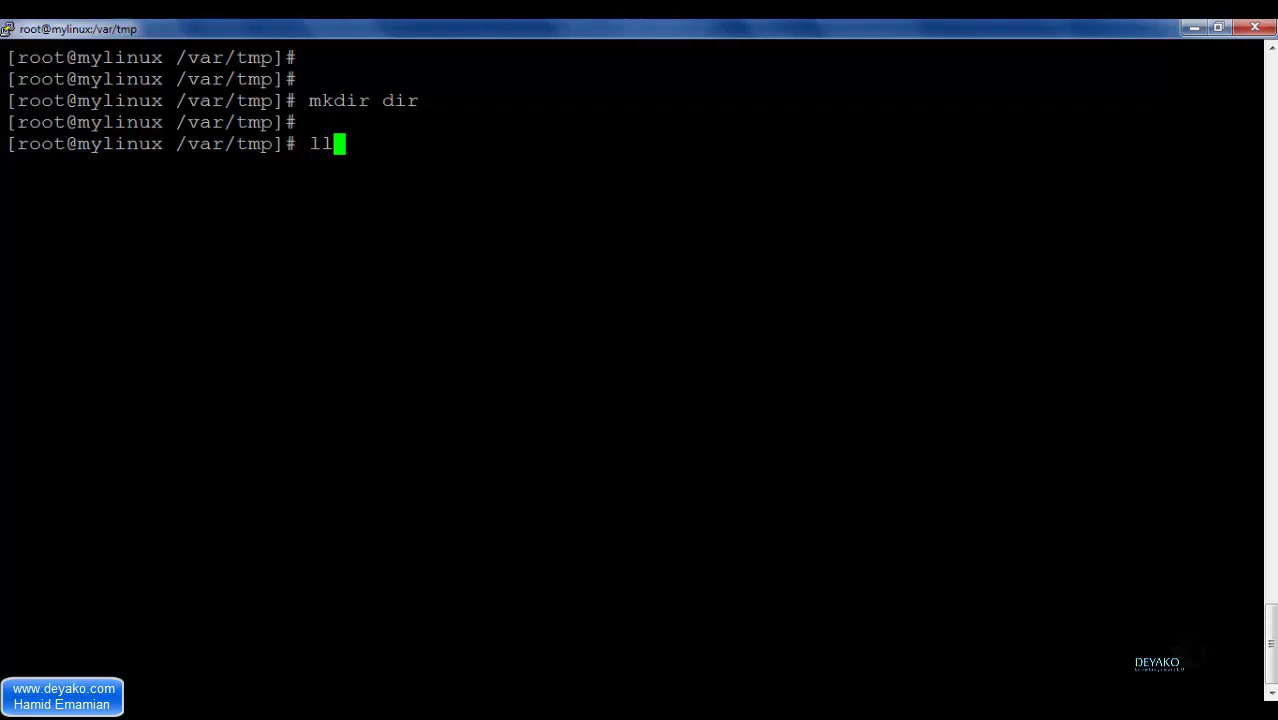 root@mylinux:/var/tmp
[root@mylinux /var/tmp]#
[root@mylinux /var/tmp]#
[root@mylinux /var/tmp]# mkdir dir
[root@mylinux /var/tmp]#
[root@mylinux /var/tmp]# ll
DEYAKO
www.deyako.com
Hamid Emamian